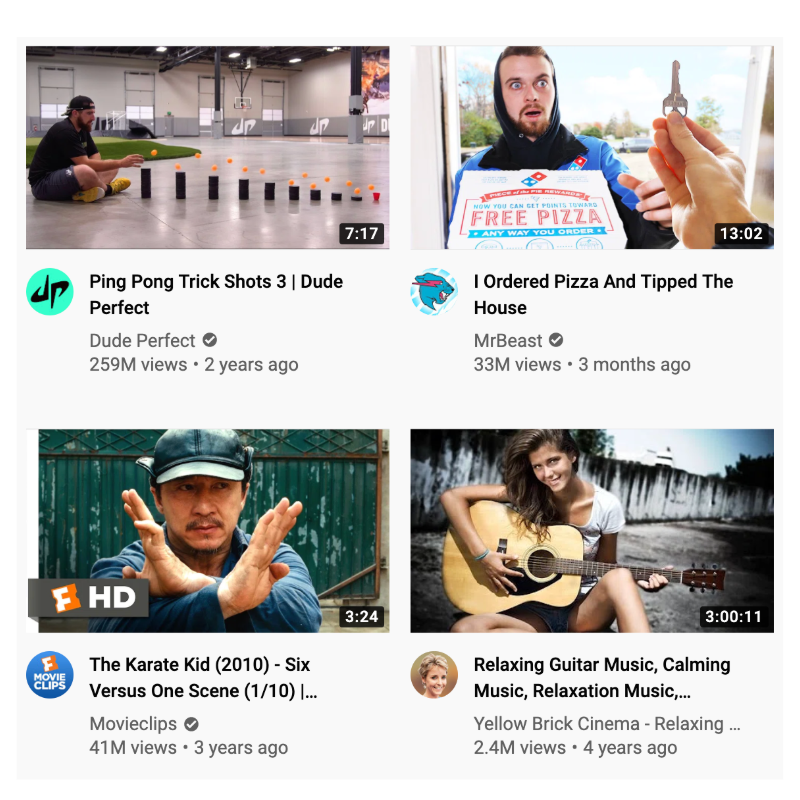 7:17
PIECE of the PIE REWARDS
HOW YOU CAN GET POINTS TOWARD
FREE PIZZA
ANY WAY YOU ORDER
13:02
dp
Ping Pong Trick Shots 3 | Dude
Perfect
Dude Perfect
259M views • 2 years ago
I Ordered Pizza And Tipped The
House
MrBeast
33M views • 3 months ago
F HD
3:24
3:00:11
F
MOVIE
CLIPS
The Karate Kid (2010) - Six
Versus One Scene (1/10) |...
Movieclips
41M views • 3 years ago
Relaxing Guitar Music, Calming
Music, Relaxation Music,...
Yellow Brick Cinema - Relaxing ...
2.4M views • 4 years ago